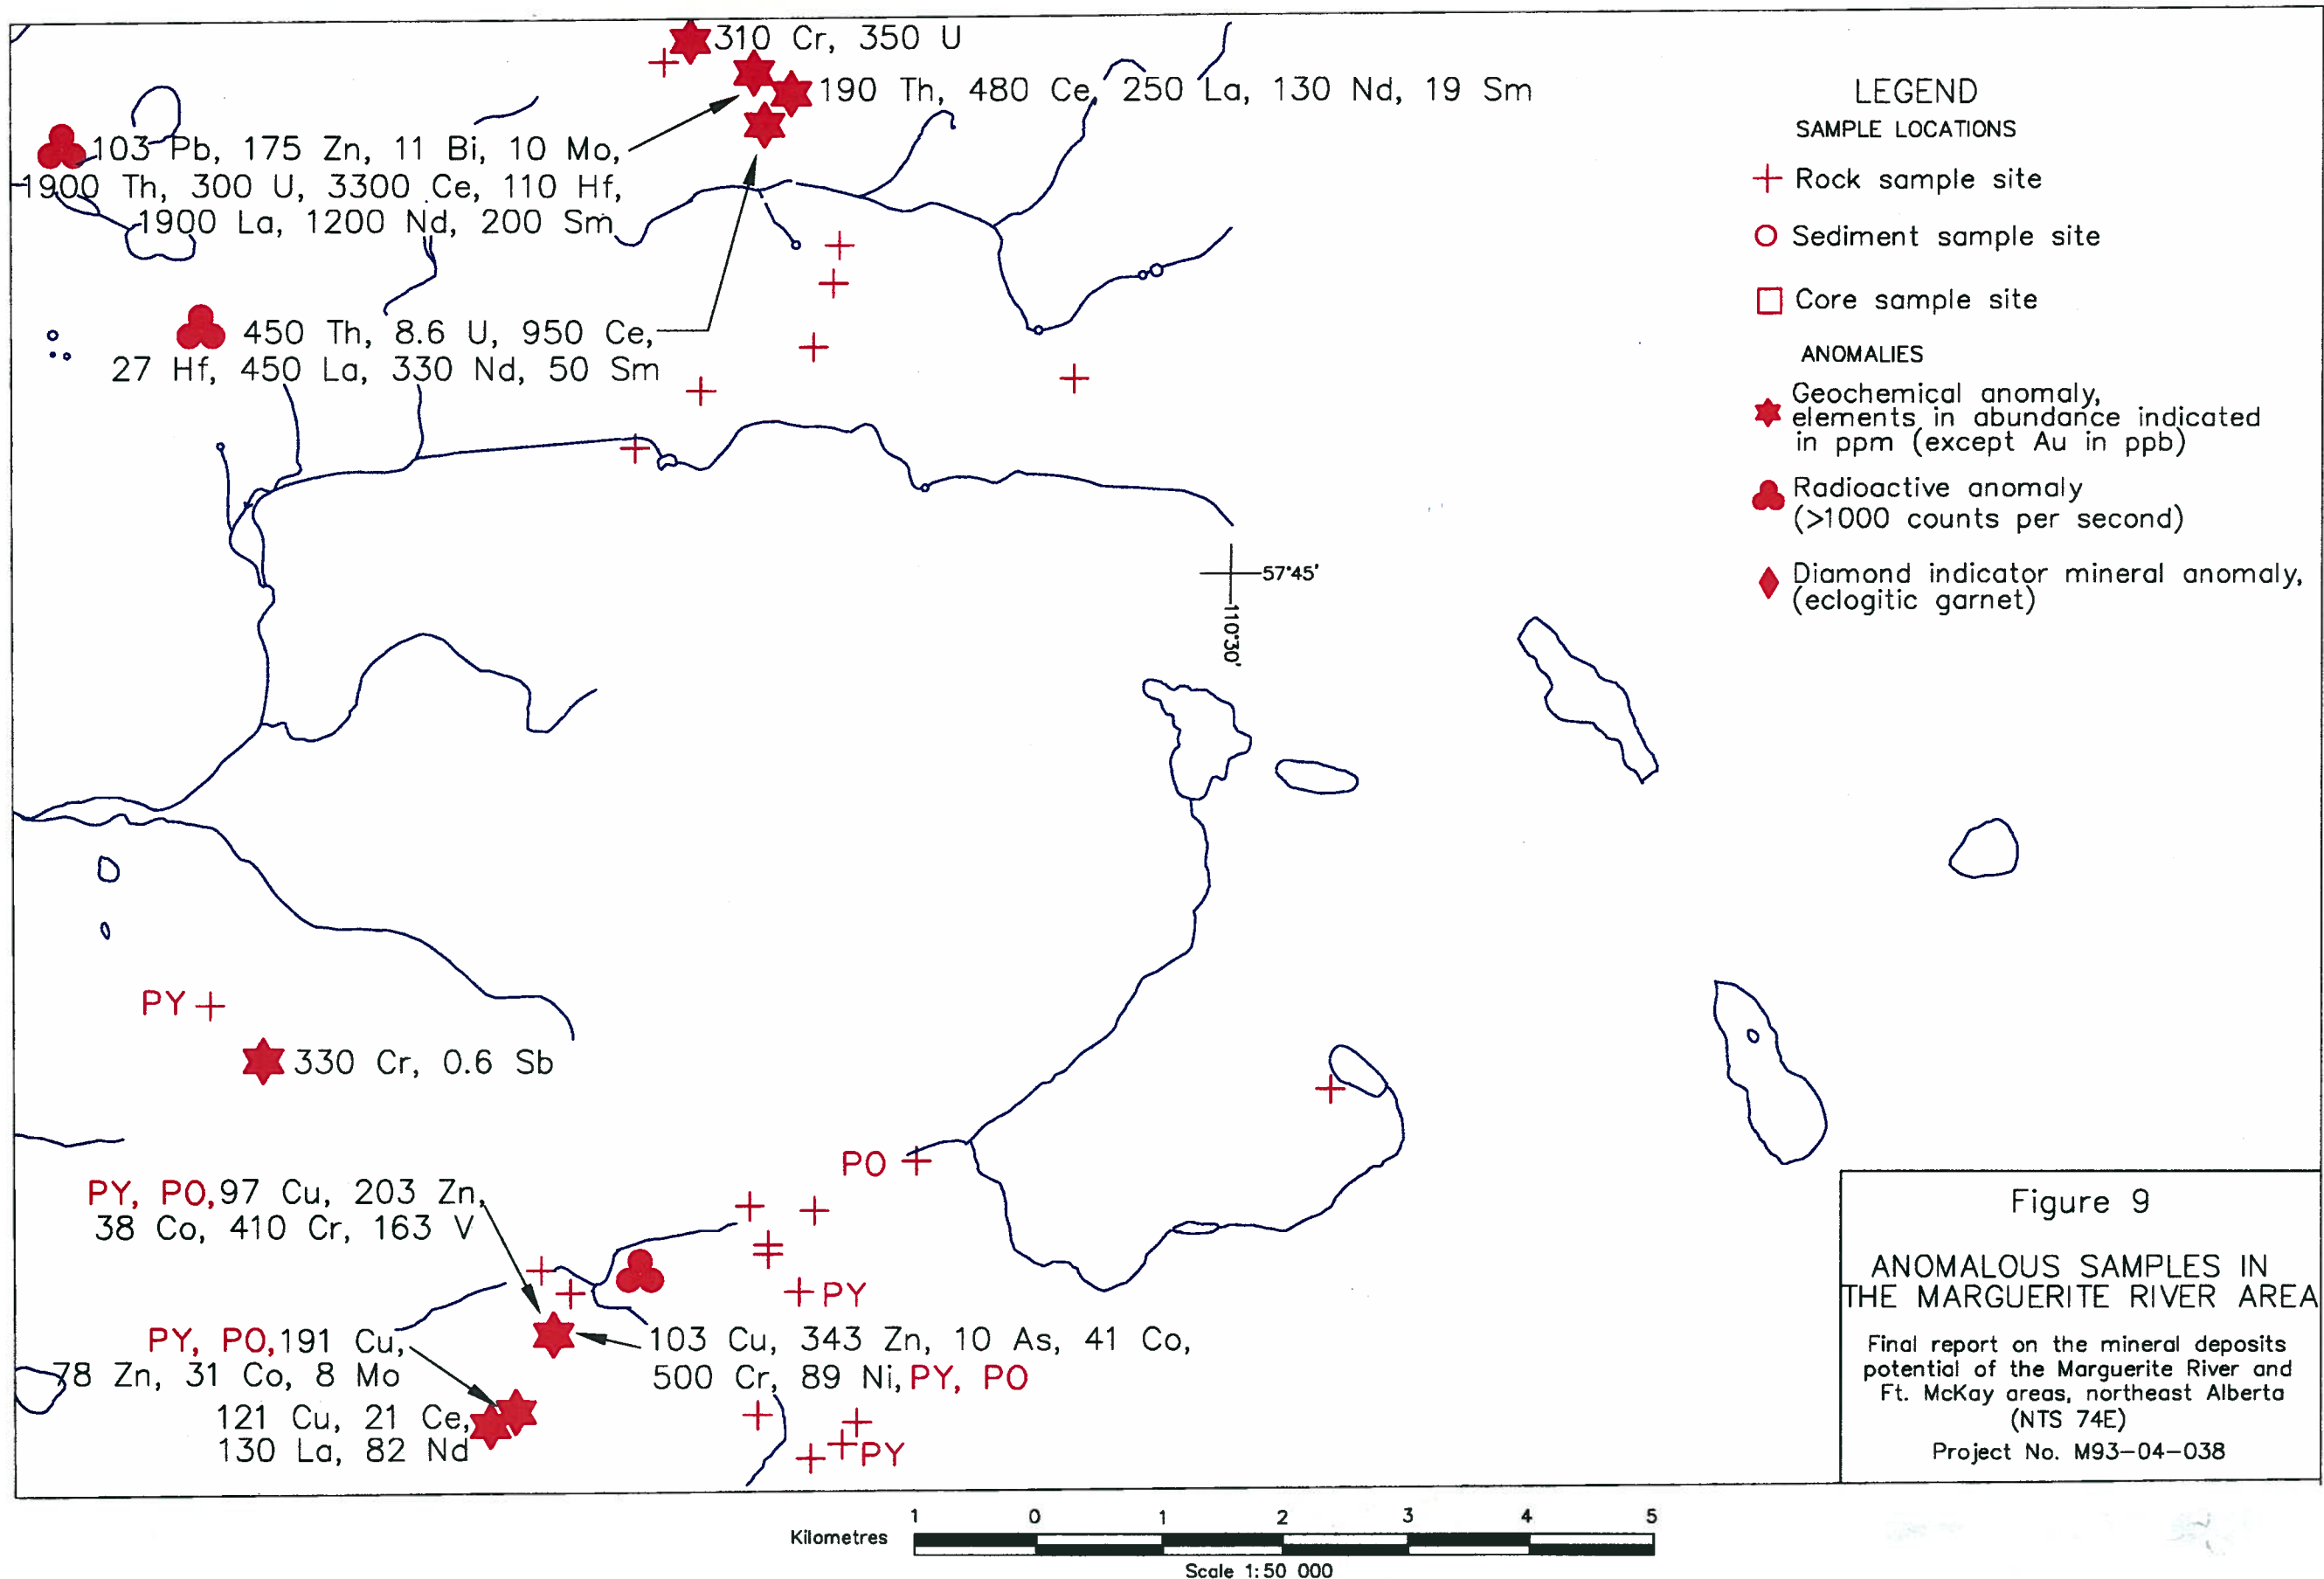 310 Cr, 350 U
190 Th, 480 Ce, 250 La, 130 Nd, 19 Sm
103 Pb, 175 Zn, 11 Bi, 10 Mo,
1900 Th, 300 U, 3300 Ce, 110 Hf,
1900 La, 1200 Nd, 200 Sm
450 Th, 8.6 U, 950 Ce,
27 Hf, 450 La, 330 Nd, 50 Sm
LEGEND
SAMPLE LOCATIONS
Rock sample site
Sediment sample site
Core sample site
ANOMALIES
Geochemical anomaly,
elements in abundance indicated
in ppm (except Au in ppb)
Radioactive anomaly
(>1000 counts per second)
Diamond indicator mineral anomaly,
(eclogitic garnet)
57°45'
110°30'
PY
330 Cr, 0.6 Sb
PO
PY, PO, 97 Cu, 203 Zn,
38 Co, 410 Cr, 163 V
PY
PY, PO, 191 Cu,
78 Zn, 31 Co, 8 Mo
103 Cu, 343 Zn, 10 As, 41 Co,
500 Cr, 89 Ni, PY, PO
121 Cu, 21 Ce,
130 La, 82 Nd
PY
Figure 9
ANOMALOUS SAMPLES IN
THE MARGUERITE RIVER AREA
Final report on the mineral deposits
potential of the Marguerite River and
Ft. McKay areas, northeast Alberta
(NTS 74E)
Project No. M93-04-038
1 0 1 2 3 4 5
Kilometres
Scale 1:50 000